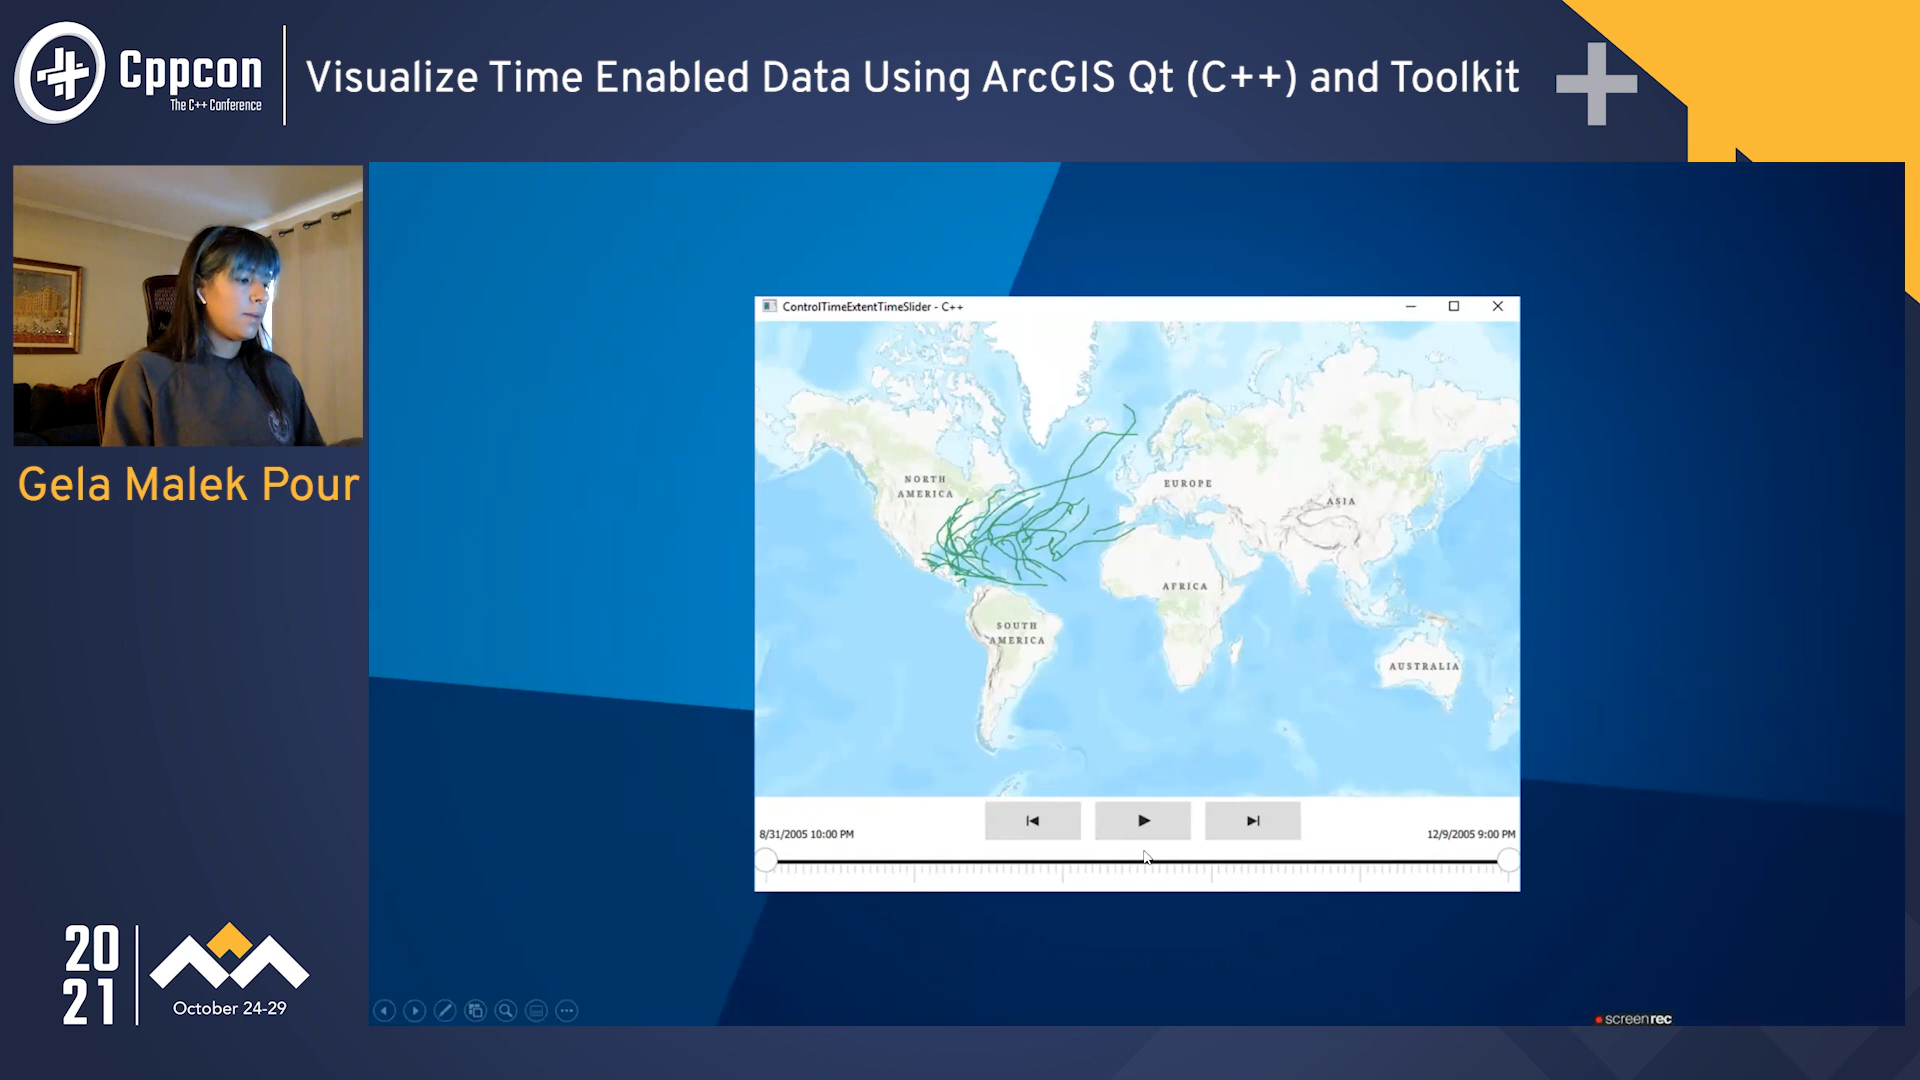 Cppcon
The C++ Conference
Visualize Time Enabled Data Using ArcGIS Qt (C++) and Toolkit
Gela Malek Pour
ControlTimeExtentTimeSlider - C++
NORTH
AMERICA
EUROPE
ASIA
AFRICA
SOUTH
AMERICA
AUSTRALIA
8/31/2005 10:00 PM
12/9/2005 9:00 PM
20
21
October 24-29
screenrec